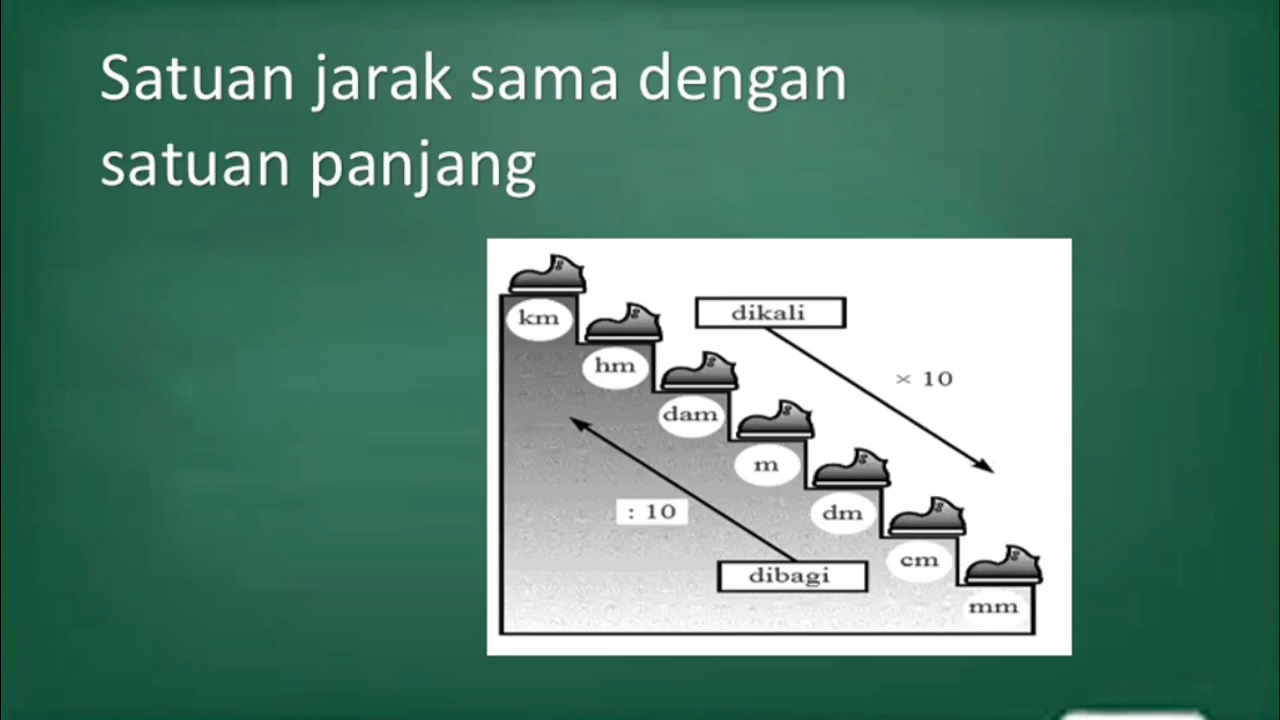 Satuan jarak sama dengan
satuan panjang
km
hm
dam
m
dm
cm
mm
dikali
× 10
: 10
dibagi